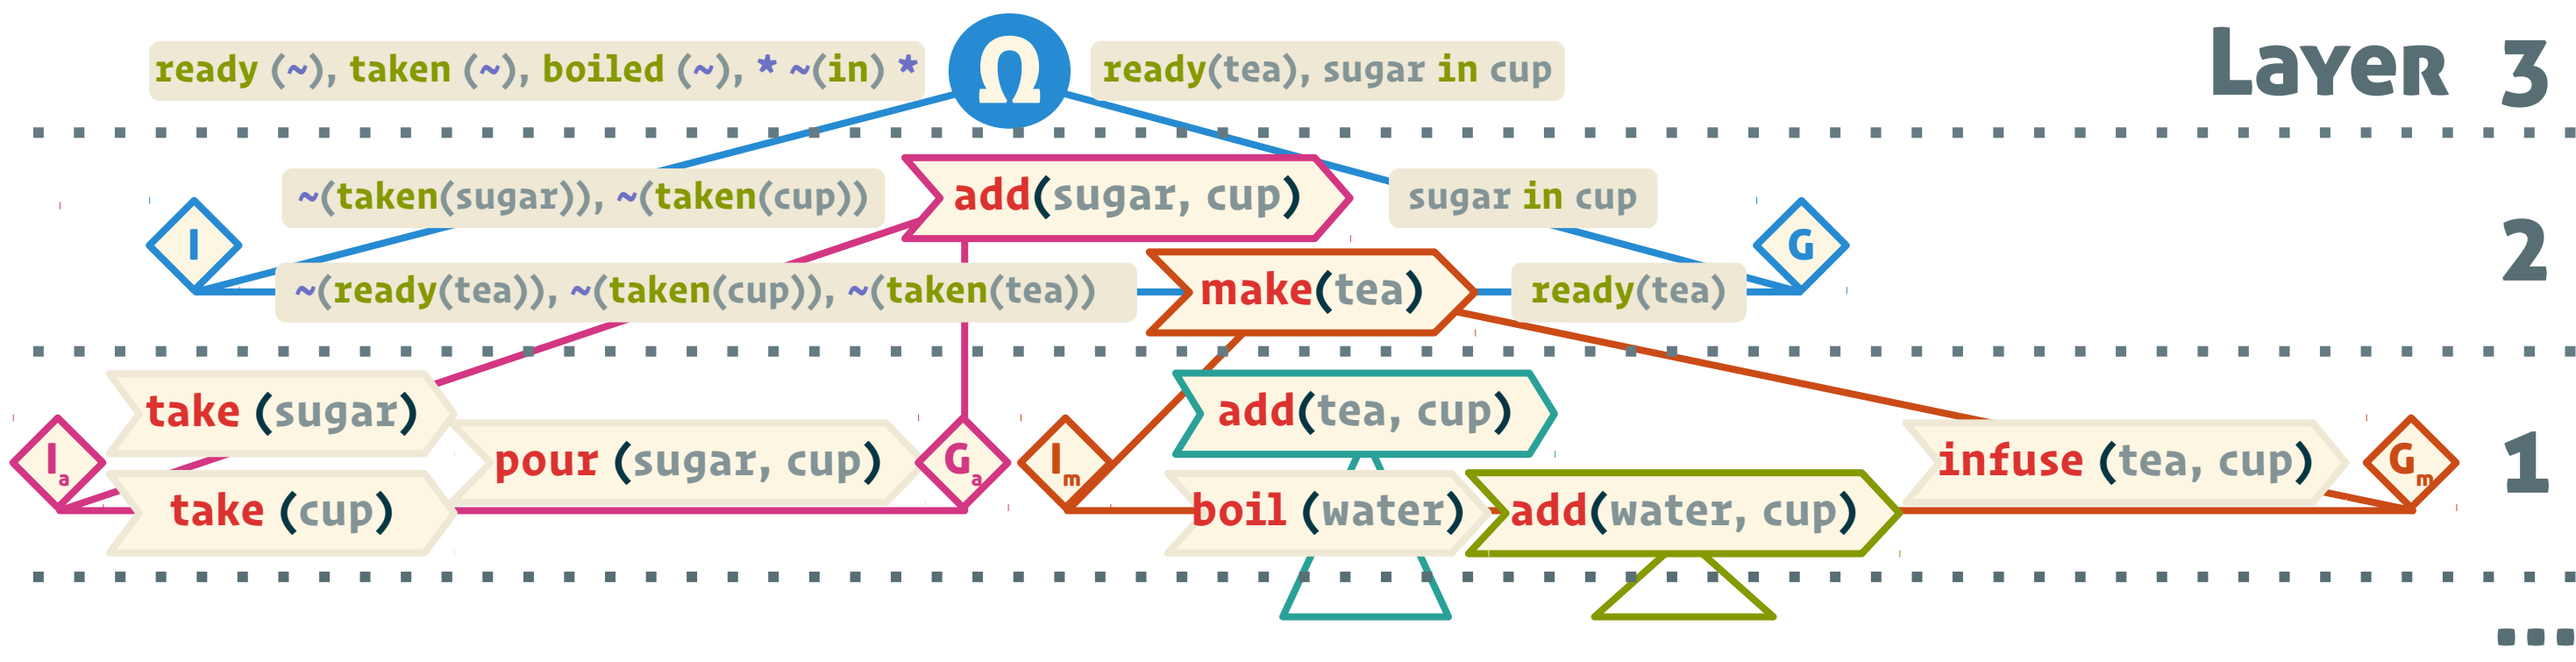 ready (~), taken (~), boiled (~), * ~(in) *
Ω
ready(tea), sugar in cup
Layer 3
~(taken(sugar)), ~(taken(cup))
add(sugar, cup)
sugar in cup
I
G
2
~(ready(tea)), ~(taken(cup)), ~(taken(tea))
make(tea)
ready(tea)
take (sugar)
add(tea, cup)
Ia
pour (sugar, cup)
Ga
Im
infuse (tea, cup)
Gm
1
take (cup)
boil (water)
add(water, cup)
...